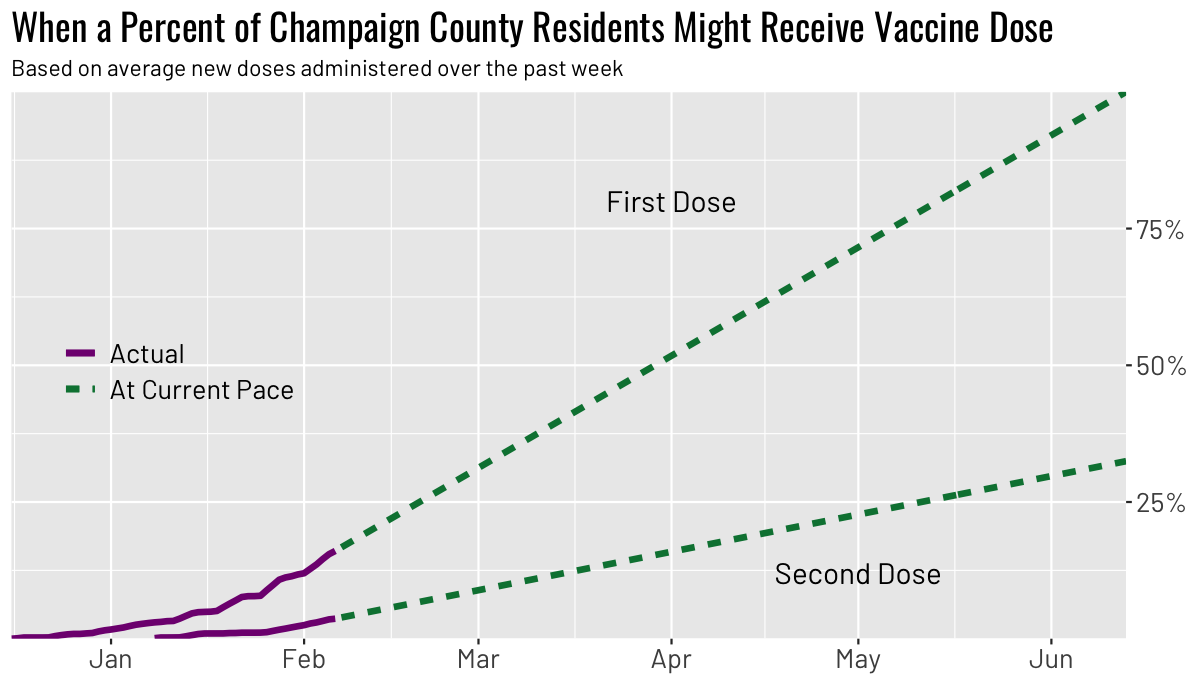 When a Percent of Champaign County Residents Might Receive Vaccine Dose
Based on average new doses administered over the past week
First Dose
75%
Actual
50%
At Current Pace
25%
Second Dose
Jan Feb Mar Apr May Jun